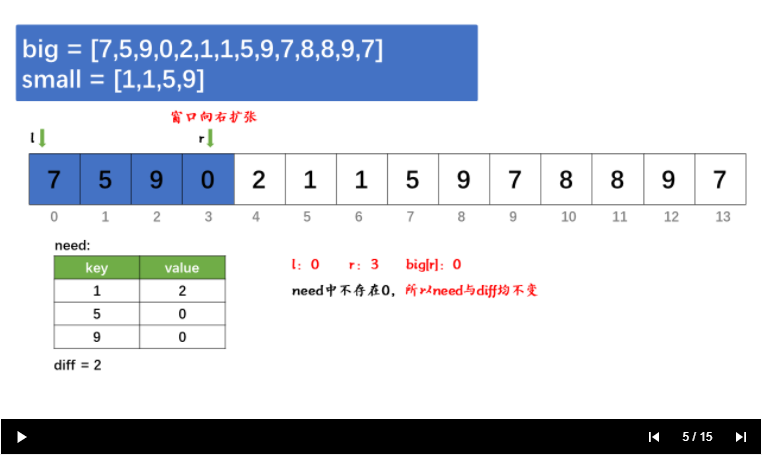 big = [7,5,9,0,2,1,1,5,9,7,8,8,9,7]
small = [1,1,5,9]
窗口向右扩张
l r
7 5 9 0 2 1 1 5 9 7 8 8 9 7
0 1 2 3 4 5 6 7 8 9 10 11 12 13
need:
key value
1 2
5 0
9 0
diff = 2
l: 0 r: 3 big[r]: 0
need中不存在0，所以need与diff均不变
5 / 15